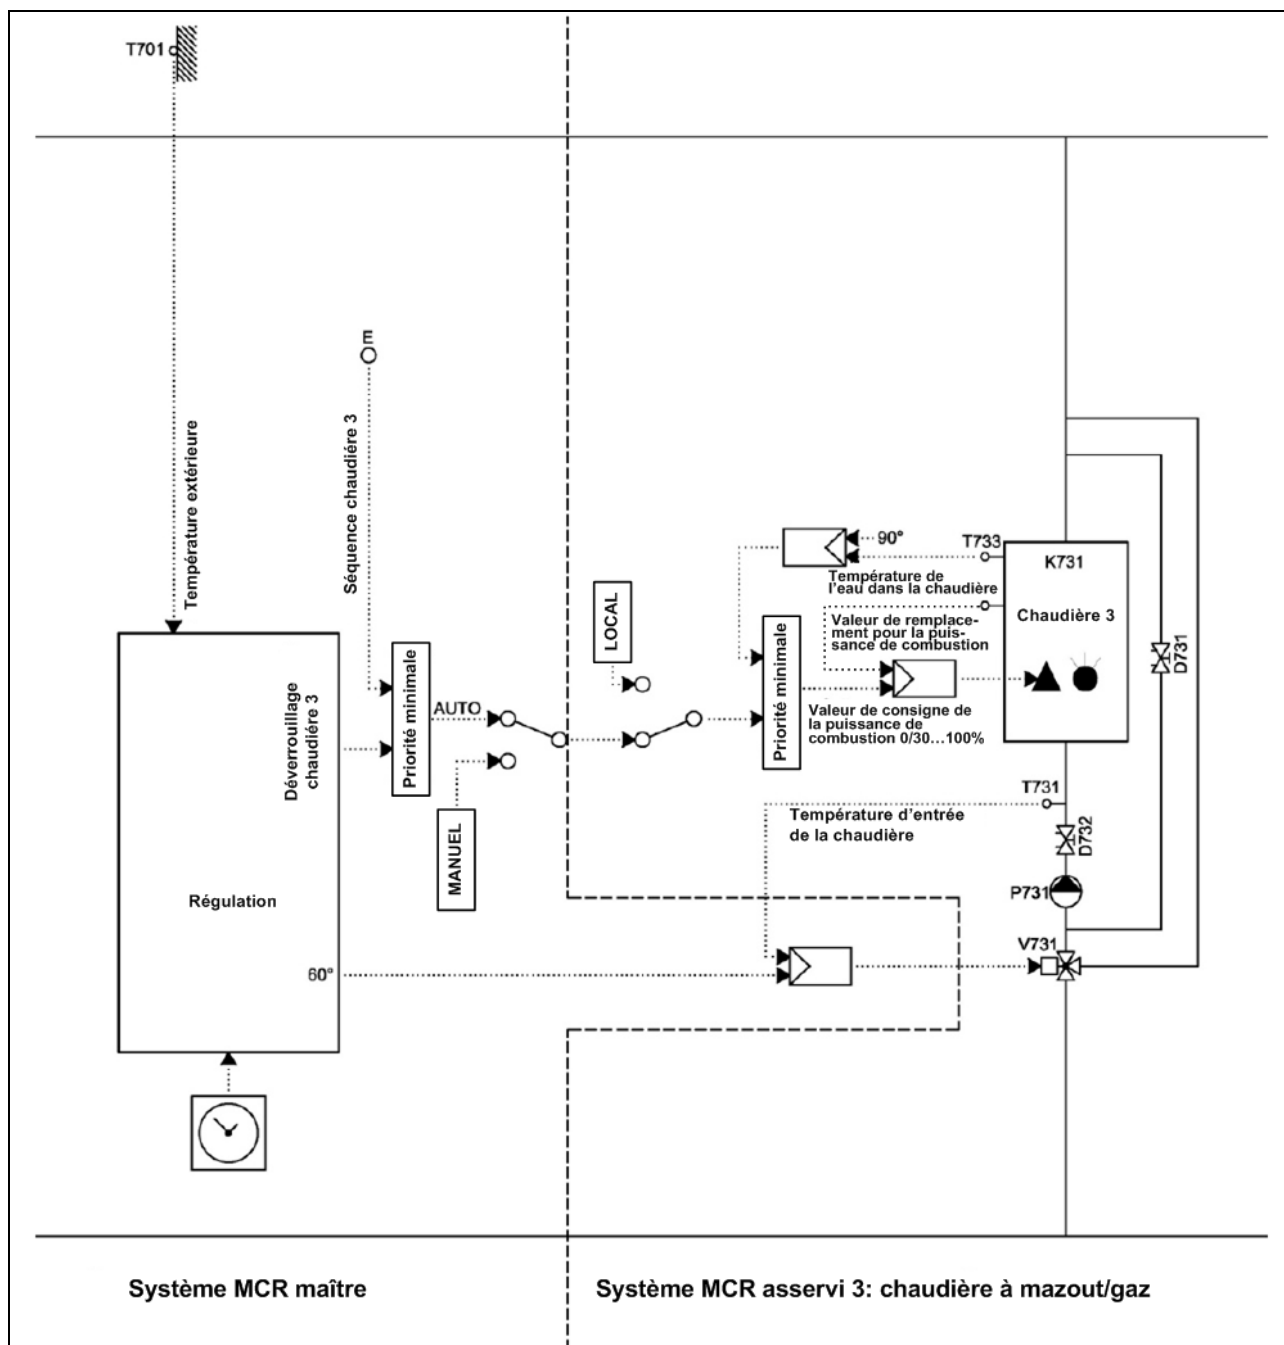 T701
E
Température extérieure
Séquence chaudiére 3
90°
T733
K731
Température de
l'eau dans la chaudière
Chaudière 3
LOCAL
Valeur de remplace-
ment pour la puis-
sance de combustion
D731
Déverrouillage
chaudiére 3
Priorité minimale
AUTO
Priorité minimale
Valeur de consigne de
la puissance de
combustion 0/30...100%
MANUEL
T731
Température d'entrée
de la chaudière
D732
Régulation
P731
V731
60°
Système MCR maître
Système MCR asservi 3: chaudière à mazout/gaz